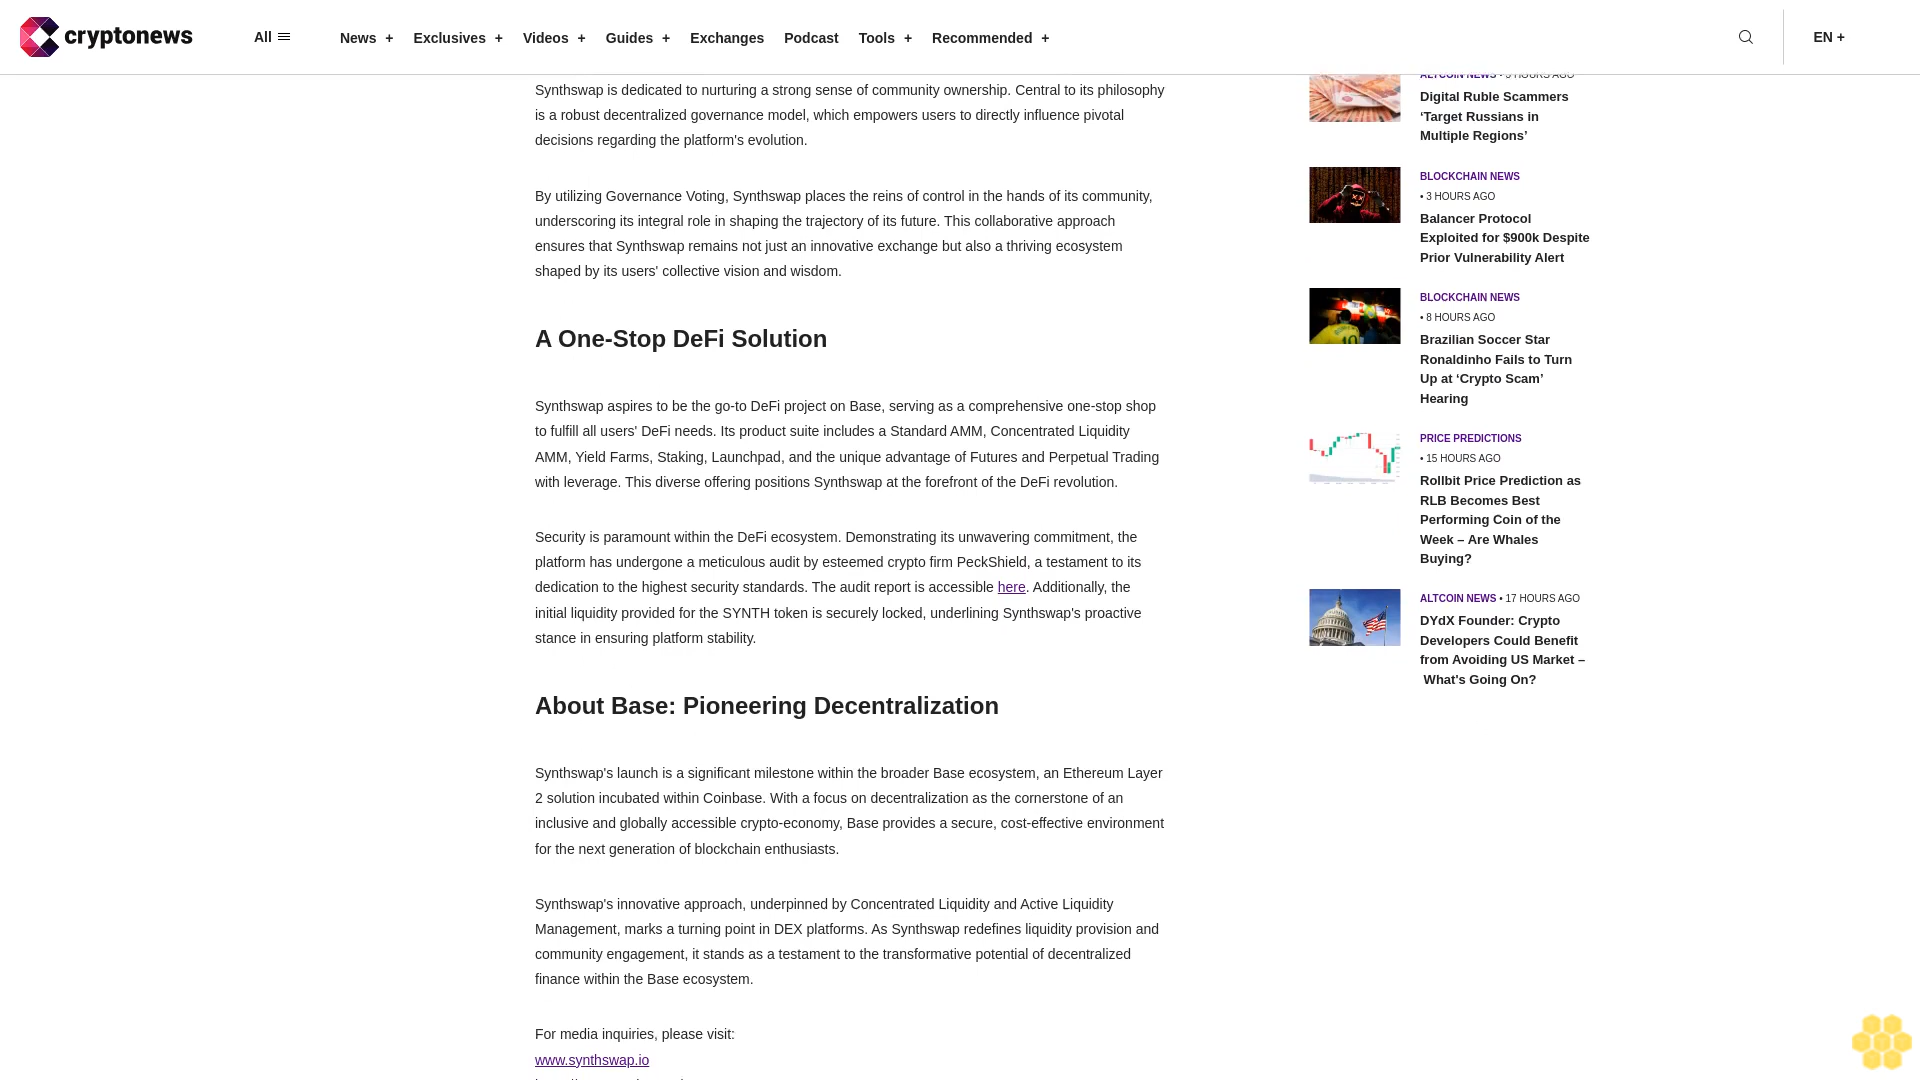 cryptonews
All
News +
Exclusives +
Videos +
Guides +
Exchanges
Podcast
Tools +
Recommended +
EN +
Synthswap is dedicated to nurturing a strong sense of community ownership. Central to its philosophy
is a robust decentralized governance model, which empowers users to directly influence pivotal
decisions regarding the platform's evolution.
By utilizing Governance Voting, Synthswap places the reins of control in the hands of its community,
underscoring its integral role in shaping the trajectory of its future. This collaborative approach
ensures that Synthswap remains not just an innovative exchange but also a thriving ecosystem
shaped by its users' collective vision and wisdom.
A One-Stop DeFi Solution
Synthswap aspires to be the go-to DeFi project on Base, serving as a comprehensive one-stop shop
to fulfill all users' DeFi needs. Its product suite includes a Standard AMM, Concentrated Liquidity
AMM, Yield Farms, Staking, Launchpad, and the unique advantage of Futures and Perpetual Trading
with leverage. This diverse offering positions Synthswap at the forefront of the DeFi revolution.
Security is paramount within the DeFi ecosystem. Demonstrating its unwavering commitment, the
platform has undergone a meticulous audit by esteemed crypto firm PeckShield, a testament to its
dedication to the highest security standards. The audit report is accessible here. Additionally, the
initial liquidity provided for the SYNTH token is securely locked, underlining Synthswap's proactive
stance in ensuring platform stability.
About Base: Pioneering Decentralization
Synthswap's launch is a significant milestone within the broader Base ecosystem, an Ethereum Layer
2 solution incubated within Coinbase. With a focus on decentralization as the cornerstone of an
inclusive and globally accessible crypto-economy, Base provides a secure, cost-effective environment
for the next generation of blockchain enthusiasts.
Synthswap's innovative approach, underpinned by Concentrated Liquidity and Active Liquidity
Management, marks a turning point in DEX platforms. As Synthswap redefines liquidity provision and
community engagement, it stands as a testament to the transformative potential of decentralized
finance within the Base ecosystem.
For media inquiries, please visit:
www.synthswap.io
ALTCOIN NEWS • HOURS AGO
Digital Ruble Scammers
‘Target Russians in
Multiple Regions’
BLOCKCHAIN NEWS
• 3 HOURS AGO
Balancer Protocol
Exploited for $900k Despite
Prior Vulnerability Alert
BLOCKCHAIN NEWS
• 8 HOURS AGO
Brazilian Soccer Star
Ronaldinho Fails to Turn
Up at ‘Crypto Scam’
Hearing
PRICE PREDICTIONS
• 15 HOURS AGO
Rollbit Price Prediction as
RLB Becomes Best
Performing Coin of the
Week – Are Whales
Buying?
ALTCOIN NEWS • 17 HOURS AGO
DYdX Founder: Crypto
Developers Could Benefit
from Avoiding US Market –
What's Going On?